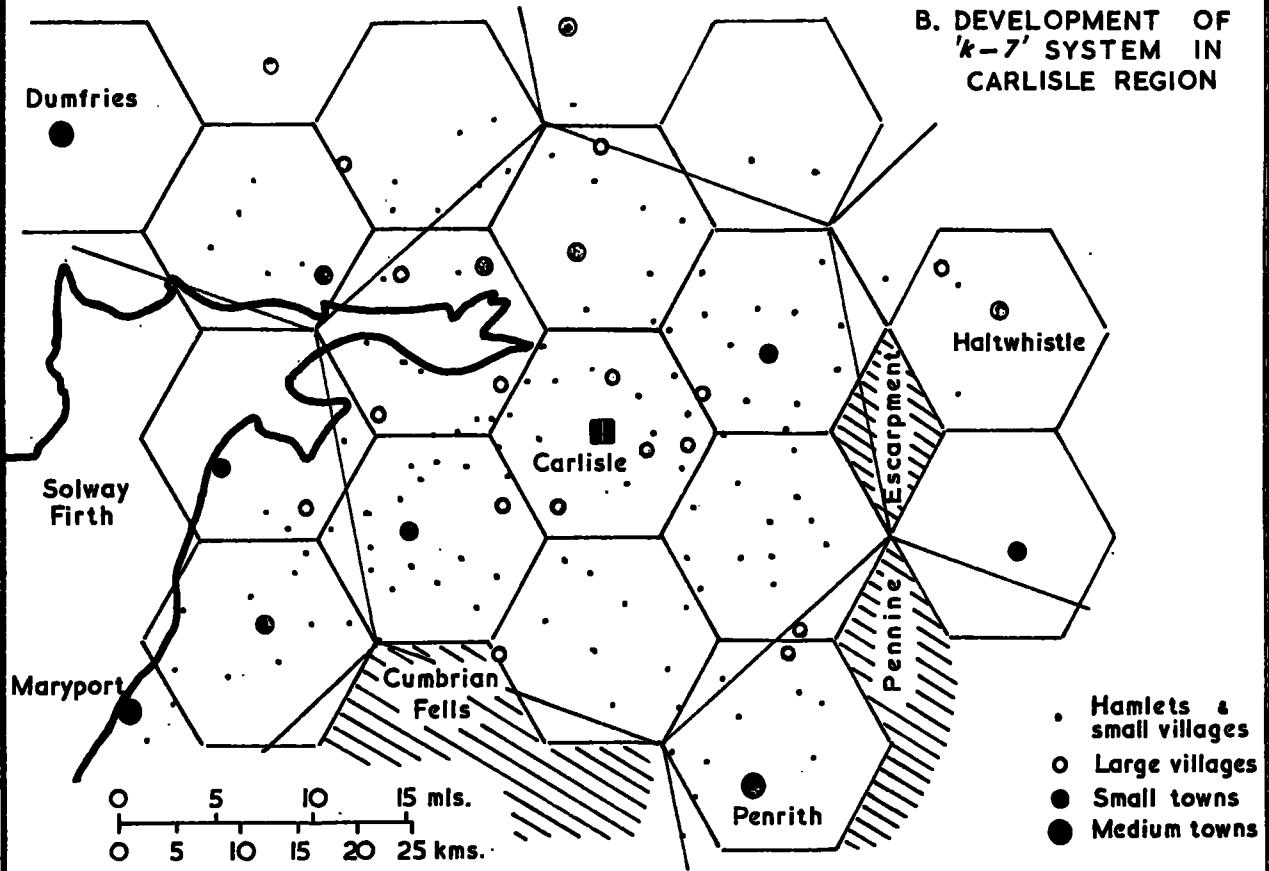 B. DEVELOPMENT OF
'k-7' SYSTEM IN
CARLISLE REGION
Dumfries
Haltwhistle
Escarpment
Carlisle
Solway
Firth
Pennine
Maryport
Cumbrian
Fells
Penrith
Hamlets &
small villages
Large villages
Small towns
Medium towns
0 5 10 15 mls.
0 5 10 15 20 25 kms.